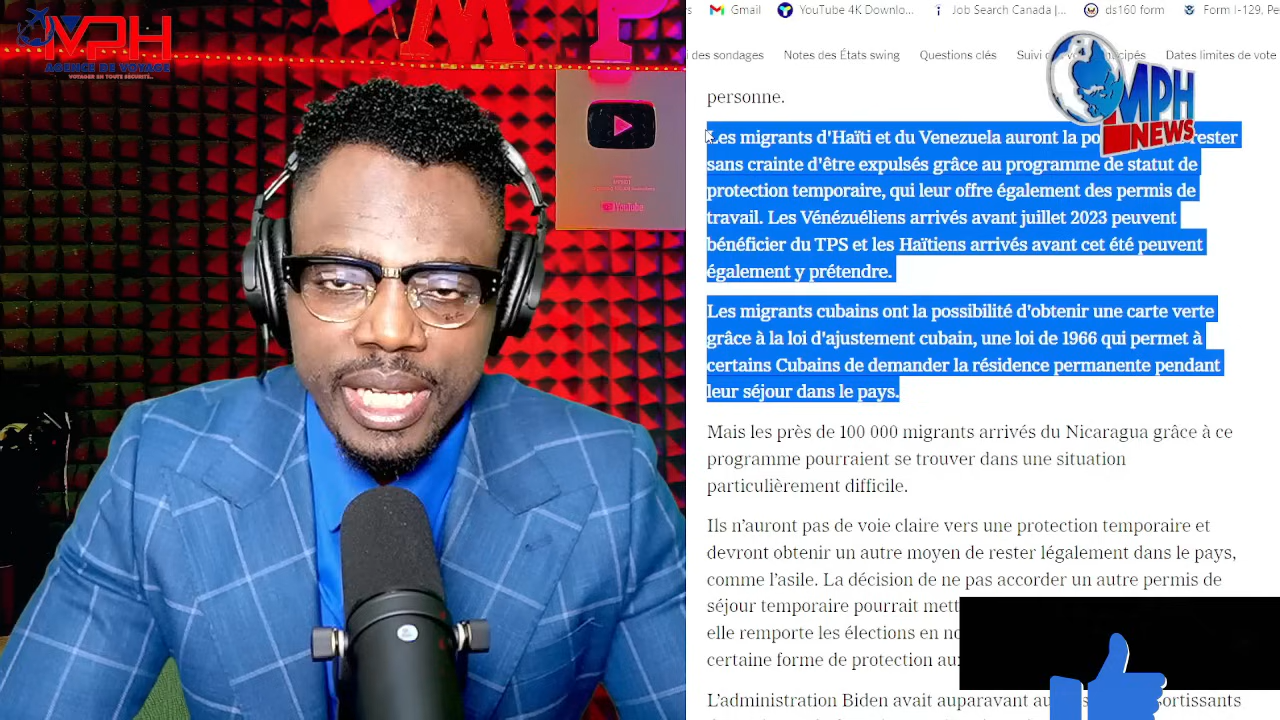 MPH
AGENCE DE VOYAGE
VOYAGER EN TOUTE SÉCURITÉ..
M P
YouTube
Gmail
YouTube 4K Downlo...
Job Search Canada |...
ds160 form
Form I-129, Pe
des sondages
Notes des États swing
Questions clés
Suivi
Dates limites de vote
MPH
NEWS
personne.
Les migrants d'Haïti et du Venezuela auront la rester
sans crainte d'être expulsés grâce au programme de statut de
protection temporaire, qui leur offre également des permis de
travail. Les Vénézuéliens arrivés avant juillet 2023 peuvent
bénéficier du TPS et les Haïtiens arrivés avant cet été peuvent
également y prétendre.
Les migrants cubains ont la possibilité d'obtenir une carte verte
grâce à la loi d'ajustement cubain, une loi de 1966 qui permet à
certains Cubains de demander la résidence permanente pendant
leur séjour dans le pays.
Mais les près de 100 000 migrants arrivés du Nicaragua grâce à ce
programme pourraient se trouver dans une situation
particulièrement difficile.
Ils n'auront pas de voie claire vers une protection temporaire et
devront obtenir un autre moyen de rester légalement dans le pays,
comme l'asile. La décision de ne pas accorder un autre permis de
séjour temporaire pourrait
elle remporte les élections en
certaine forme de protection
L'administration Biden avait auparavant